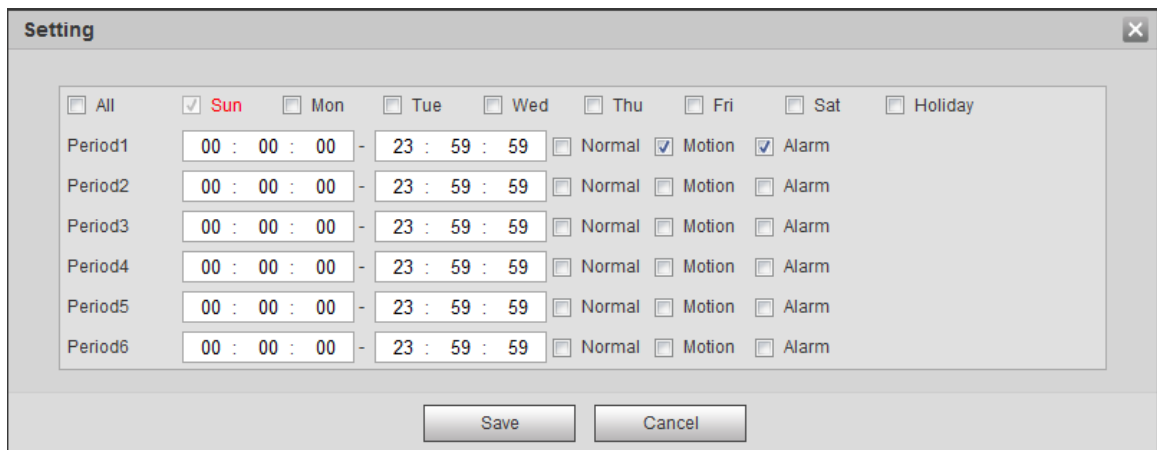 Setting
All Sun Mon Tue Wed Thu Fri Sat Holiday
Period1 00 : 00 : 00 - 23 : 59 : 59 Normal Motion Alarm
Period2 00 : 00 : 00 - 23 : 59 : 59 Normal Motion Alarm
Period3 00 : 00 : 00 - 23 : 59 : 59 Normal Motion Alarm
Period4 00 : 00 : 00 - 23 : 59 : 59 Normal Motion Alarm
Period5 00 : 00 : 00 - 23 : 59 : 59 Normal Motion Alarm
Period6 00 : 00 : 00 - 23 : 59 : 59 Normal Motion Alarm
Save Cancel